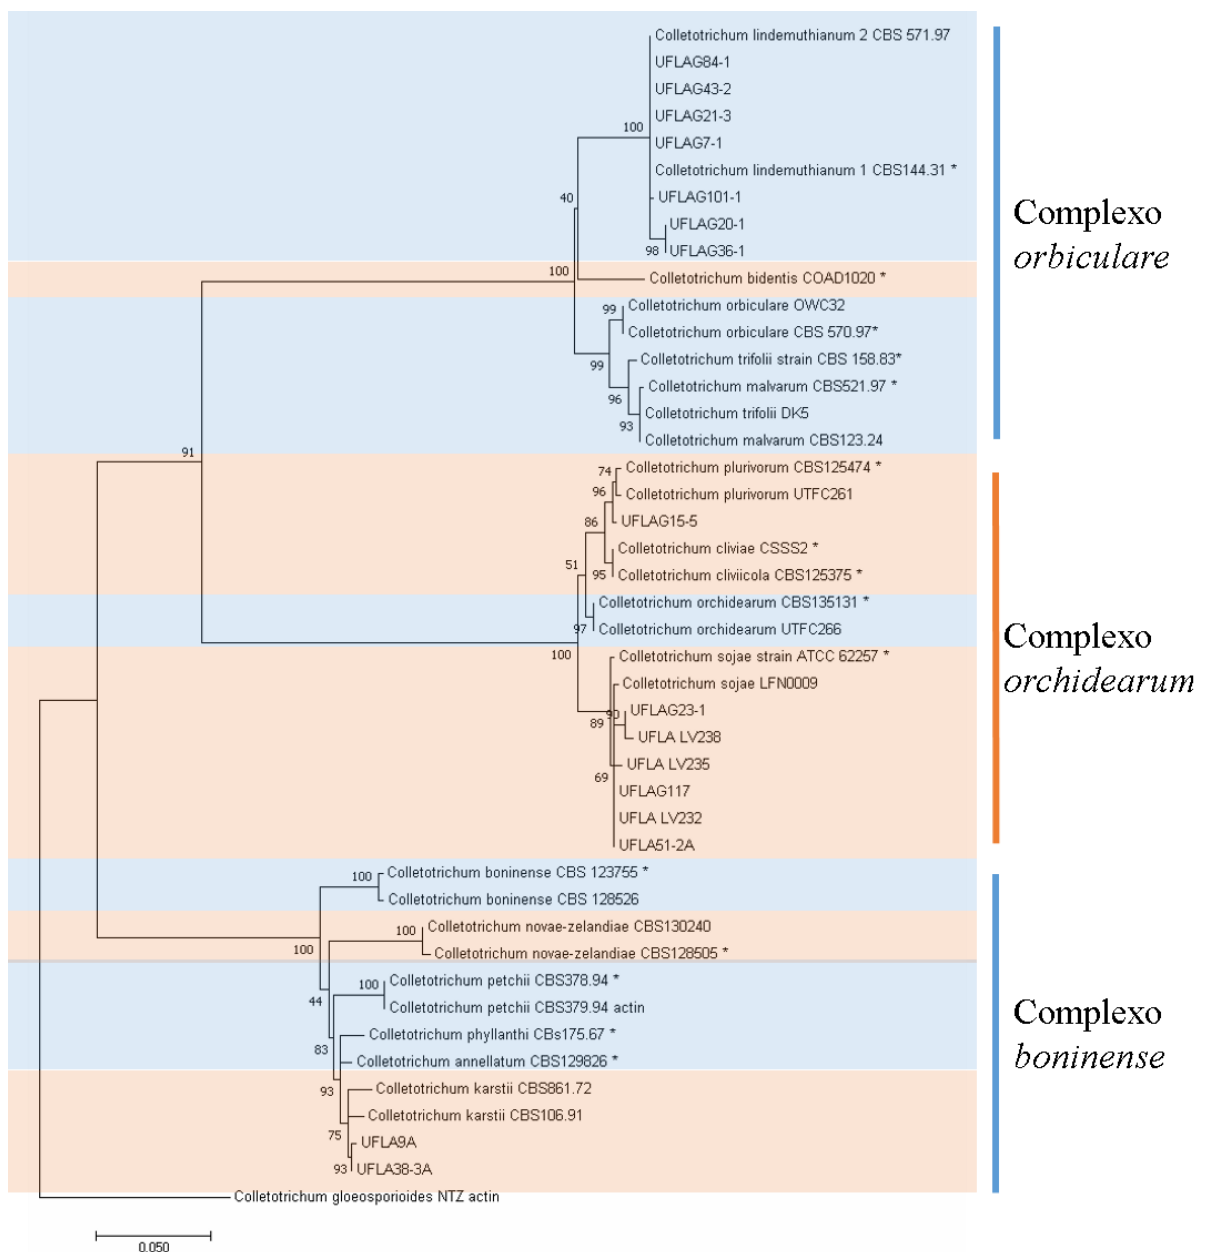 Colletotrichum lindemuthianum 2 CBS 571.97
UFLAG84-1
UFLAG43-2
UFLAG21-3
100
UFLAG7-1
Colletotrichum lindemuthianum 1 CBS144.31 *
40
UFLAG101-1
UFLAG20-1
98
UFLAG36-1
100
Colletotrichum bidentis COAD1020 *
Colletotrichum orbiculare OWC32
99
Colletotrichum orbiculare CBS 570.97*
Colletotrichum trifolii strain CBS 158.83*
99
Colletotrichum malvarum CBS521.97 *
96
Colletotrichum trifolii DK5
93
Colletotrichum malvarum CBS123.24
Complexo
orbiculare
91
74
Colletotrichum plurivorum CBS125474 *
96
Colletotrichum plurivorum UTFC261
86
UFLAG15-5
Colletotrichum cliviae CSSS2 *
51
95
Colletotrichum cliviicola CBS125375 *
Colletotrichum orchidearum CBS135131 *
97
Colletotrichum orchidearum UTFC266
100
Colletotrichum sojae strain ATCC 62257 *
Colletotrichum sojae LFN0009
90
UFLAG23-1
89
UFLA LV238
UFLA LV235
69
UFLAG117
UFLA LV232
UFLA51-2A
Complexo
orchidearum
100
Colletotrichum boninense CBS 123755 *
Colletotrichum boninense CBS 128526
100
Colletotrichum novae-zelandiae CBS130240
100
Colletotrichum novae-zelandiae CBS128505 *
100
Colletotrichum petchii CBS378.94 *
44
Colletotrichum petchii CBS379.94 actin
Colletotrichum phyllanthi CBs175.67 *
83
Colletotrichum annellatum CBS129826 *
93
Colletotrichum karstii CBS861.72
Colletotrichum karstii CBS106.91
75
UFLA9A
93
UFLA38-3A
Complexo
boninense
Colletotrichum gloeosporioides NTZ actin
0.050